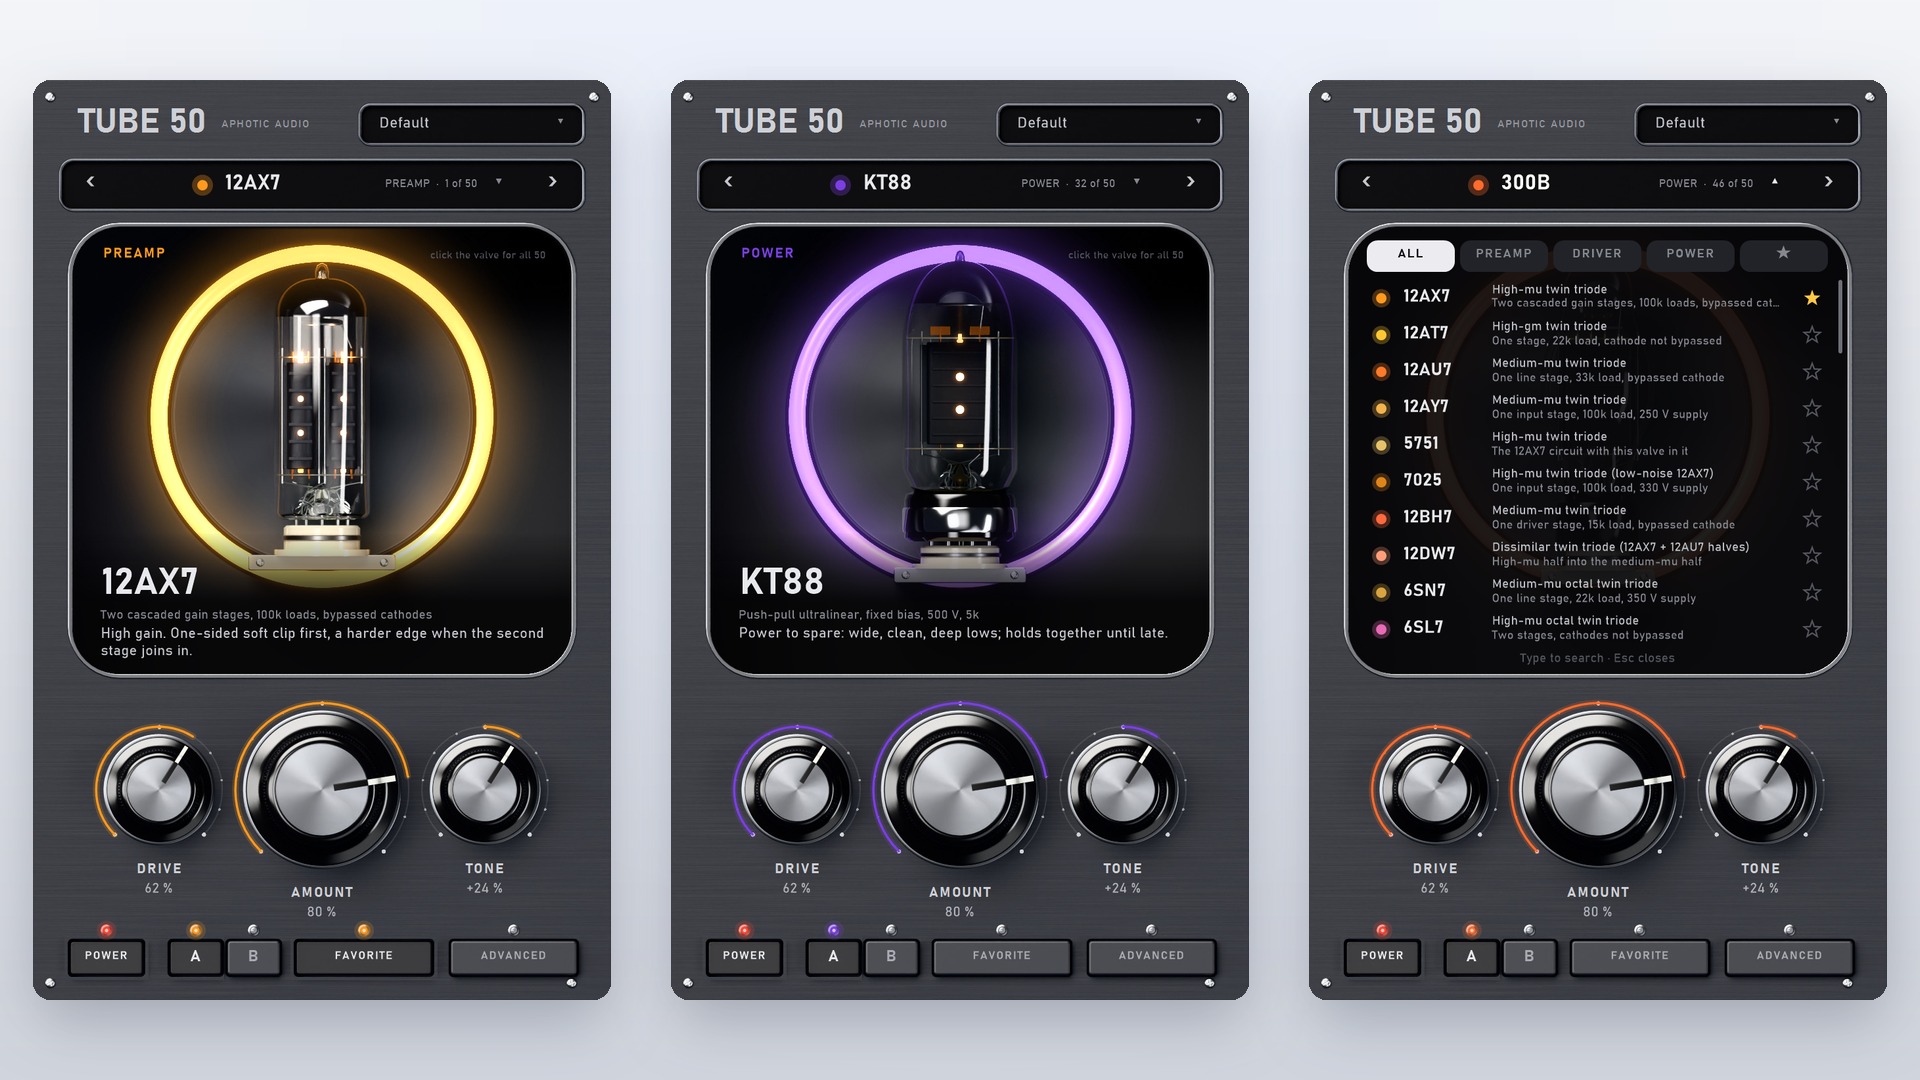 TUBE 50 APHOTIC AUDIO Default
12AX7 PREAMP · 1 of 50
PREAMP click the valve for all 50
12AX7
Two cascaded gain stages, 100k loads, bypassed cathodes
High gain. One-sided soft clip first, a harder edge when the second
stage joins in.
DRIVE
62 %
AMOUNT
80 %
TONE
+24 %
POWER A B FAVORITE ADVANCED
TUBE 50 APHOTIC AUDIO Default
KT88 POWER · 32 of 50
POWER click the valve for all 50
KT88
Push-pull ultralinear, fixed bias, 500 V, 5k
Power to spare: wide, clean, deep lows; holds together until late.
DRIVE
62 %
AMOUNT
80 %
TONE
+24 %
POWER A B FAVORITE ADVANCED
TUBE 50 APHOTIC AUDIO Default
300B POWER · 46 of 50
ALL PREAMP DRIVER POWER ★
12AX7 High-mu twin triode
Two cascaded gain stages, 100k loads, bypassed cat...
12AT7 High-gm twin triode
One stage, 22k load, cathode not bypassed
12AU7 Medium-mu twin triode
One line stage, 33k load, bypassed cathode
12AY7 Medium-mu twin triode
One input stage, 100k load, 250 V supply
5751 High-mu twin triode
The 12AX7 circuit with this valve in it
7025 High-mu twin triode (low-noise 12AX7)
One input stage, 100k load, 330 V supply
12BH7 Medium-mu twin triode
One driver stage, 15k load, bypassed cathode
12DW7 Dissimilar twin triode (12AX7 + 12AU7 halves)
High-mu half into the medium-mu half
6SN7 Medium-mu octal twin triode
One line stage, 22k load, 350 V supply
6SL7 High-mu octal twin triode
Two stages, cathodes not bypassed
Type to search · Esc closes
DRIVE
62 %
AMOUNT
80 %
TONE
+24 %
POWER A B FAVORITE ADVANCED